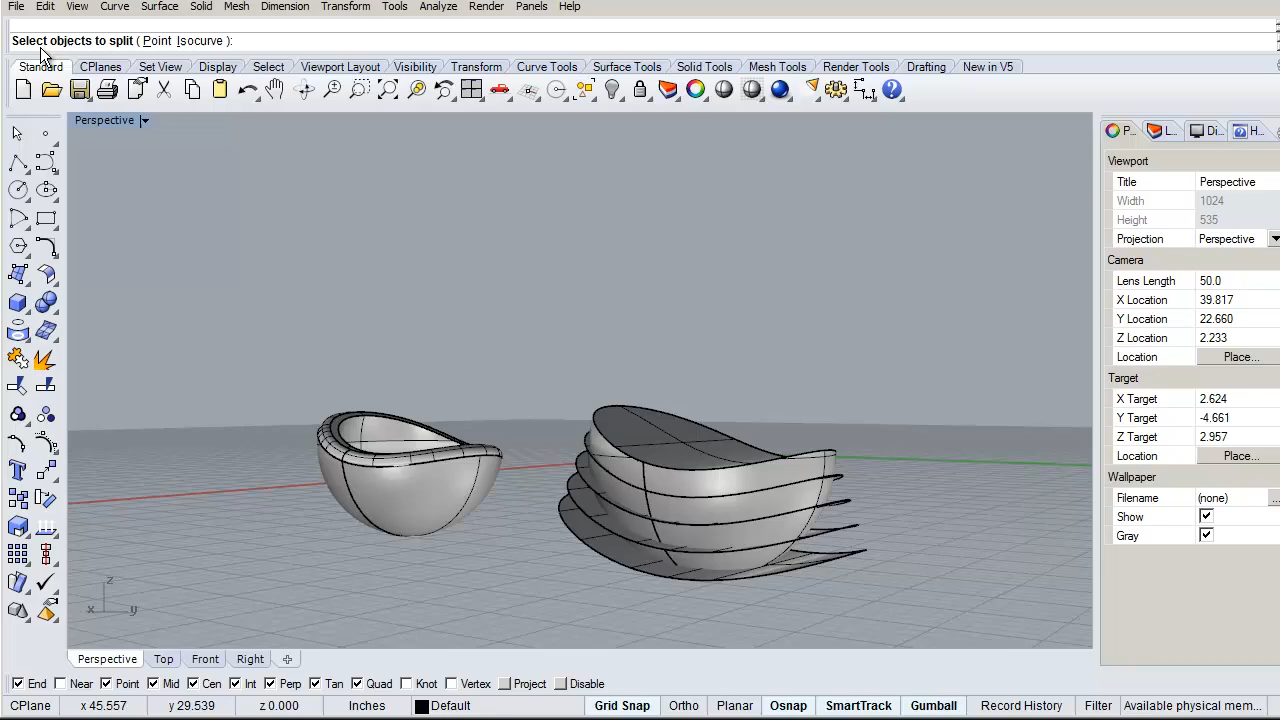 File Edit View Curve Surface Solid Mesh Dimension Transform Tools Analyze Render Panels Help
Select objects to split ( Point Isocurve ):
Standard CPlanes Set View Display Select Viewport Layout Visibility Transform Curve Tools Surface Tools Solid Tools Mesh Tools Render Tools Drafting New in V5
Perspective
P... L... Di... H...
Viewport
Title Perspective
Width 1024
Height 535
Projection Perspective
Camera
Lens Length 50.0
X Location 39.817
Y Location 22.660
Z Location 2.233
Location Place...
Target
X Target 2.624
Y Target -4.661
Z Target 2.957
Location Place...
Wallpaper
Filename (none) ...
Show
Gray
z
x y
Perspective Top Front Right
End Near Point Mid Cen Int Perp Tan Quad Knot Vertex Project Disable
CPlane x 45.557 y 29.539 z 0.000 Inches Default Grid Snap Ortho Planar Osnap SmartTrack Gumball Record History Filter Available physical mem...